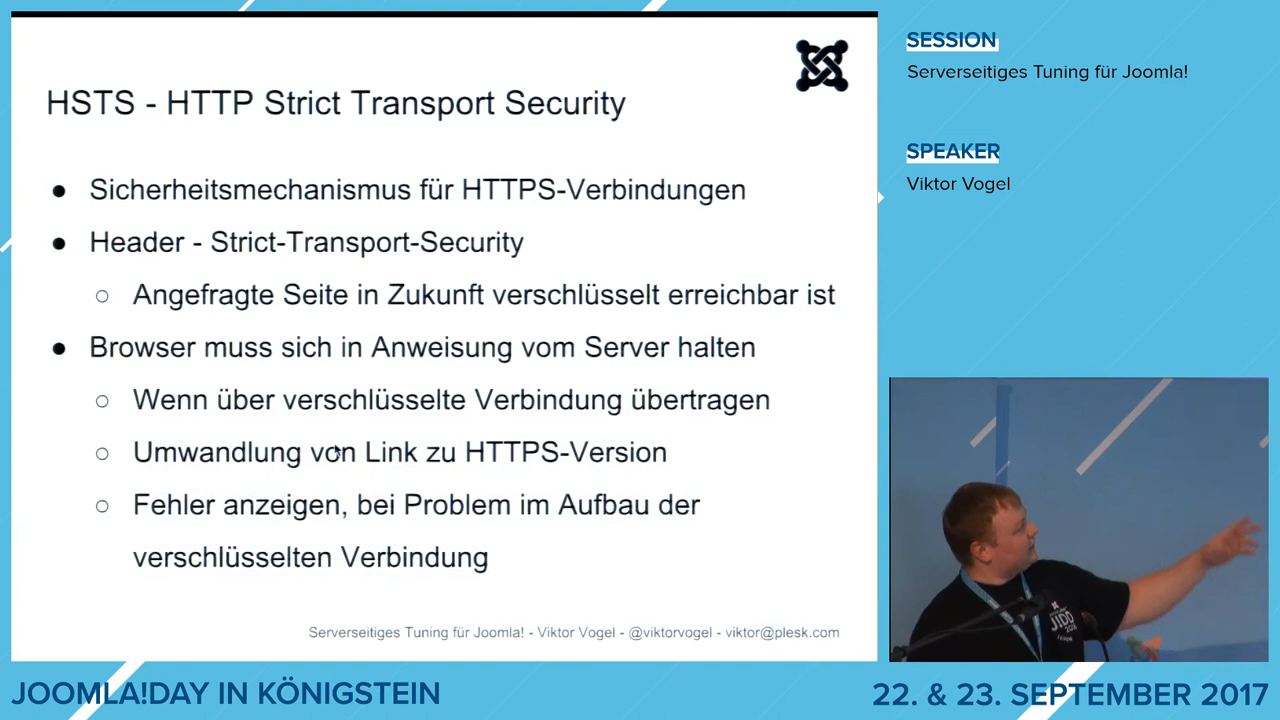 HSTS - HTTP Strict Transport Security
● Sicherheitsmechanismus für HTTPS-Verbindungen
● Header - Strict-Transport-Security
○ Angefragte Seite in Zukunft verschlüsselt erreichbar ist
● Browser muss sich in Anweisung vom Server halten
○ Wenn über verschlüsselte Verbindung übertragen
○ Umwandlung von Link zu HTTPS-Version
○ Fehler anzeigen, bei Problem im Aufbau der
verschlüsselten Verbindung
Serverseitiges Tuning für Joomla! - Viktor Vogel - @viktorvogel - viktor@plesk.com
SESSION
Serverseitiges Tuning für Joomla!
SPEAKER
Viktor Vogel
JOOMLA!DAY IN KÖNIGSTEIN
22. & 23. SEPTEMBER 2017